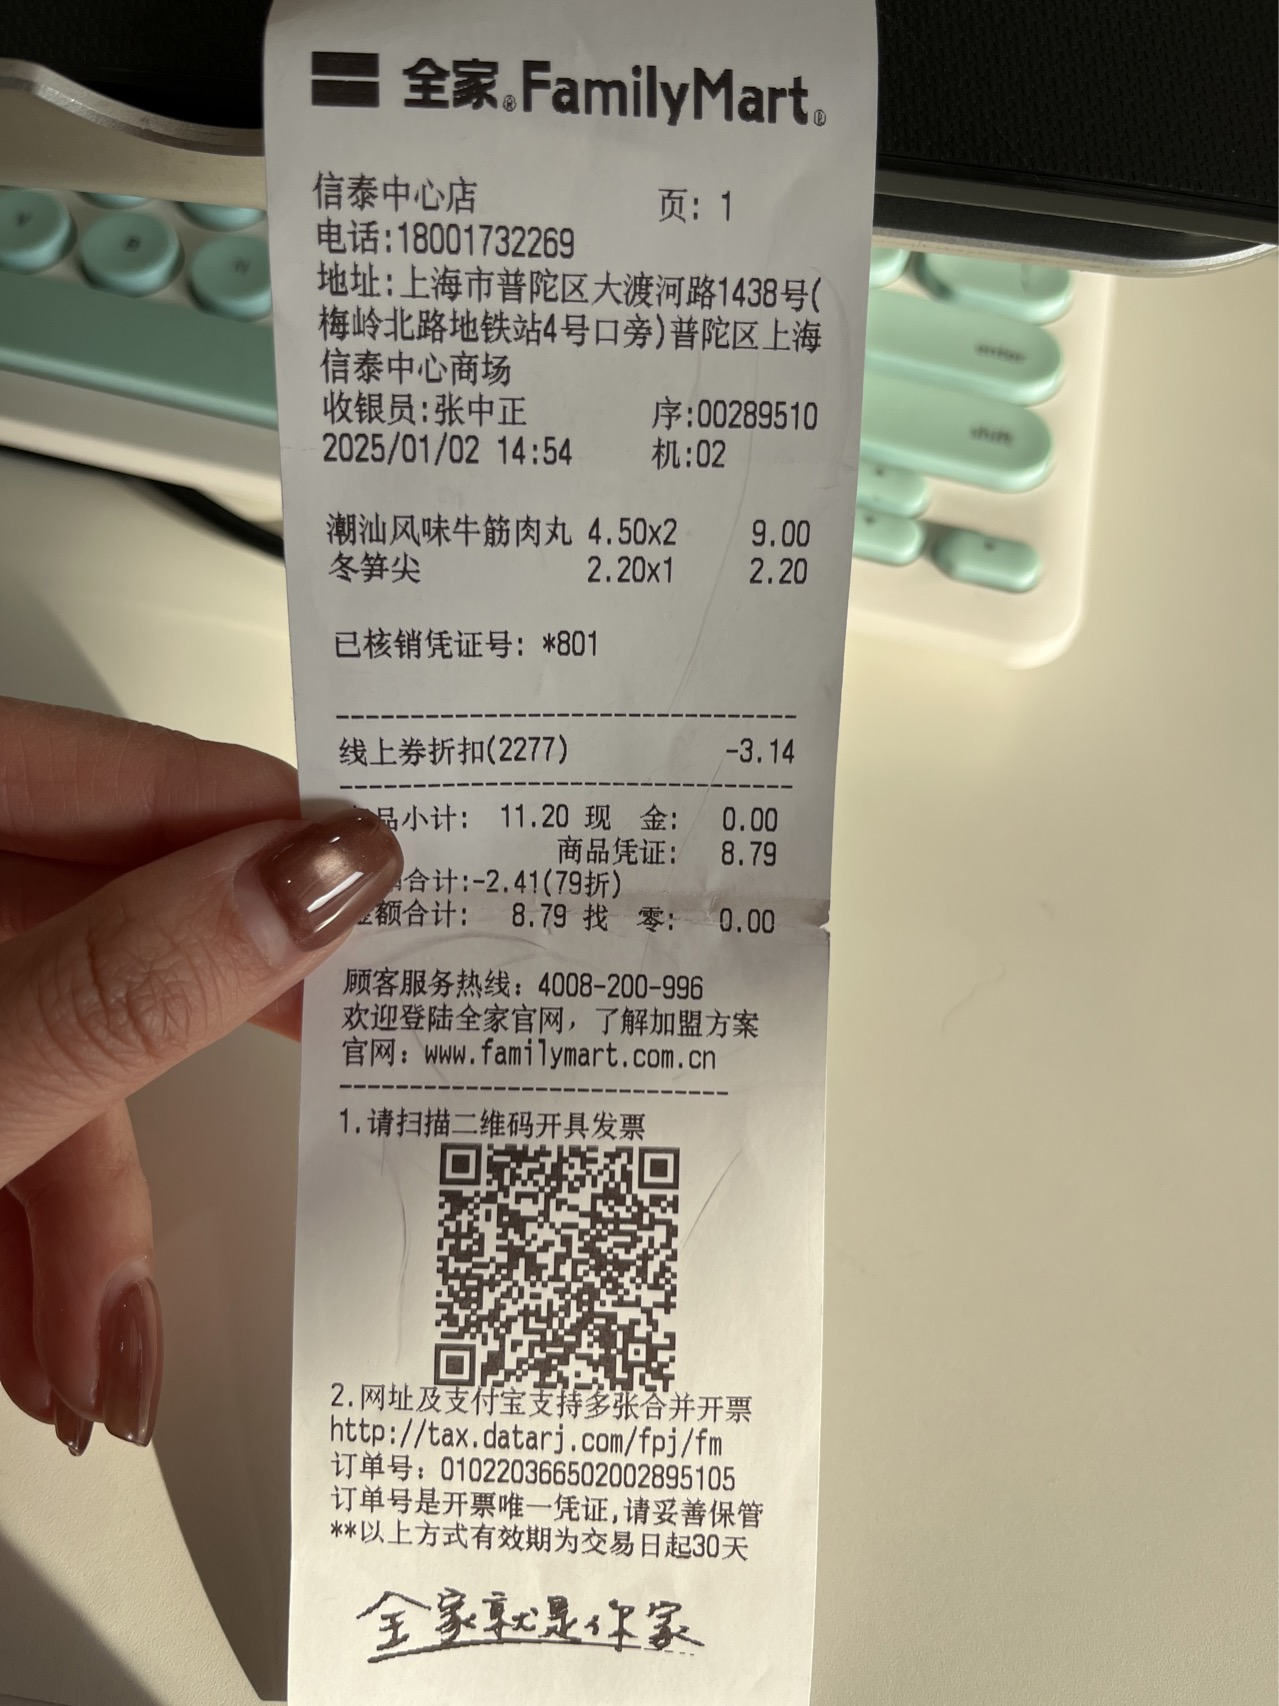 全家®FamilyMart®
信泰中心店 页: 1
电话:18001732269
地址:上海市普陀区大渡河路1438号(
梅岭北路地铁站4号口旁)普陀区上海
信泰中心商场
收银员:张中正 序:00289510
2025/01/02 14:54 机:02
潮汕风味牛筋肉丸 4.50x2 9.00
冬笋尖 2.20x1 2.20
已核销凭证号: *801
线上券折扣(2277) -3.14
品小计: 11.20 现 金: 0.00
商品凭证: 8.79
合计:-2.41(79折)
金额合计: 8.79 找 零: 0.00
顾客服务热线: 4008-200-996
欢迎登陆全家官网, 了解加盟方案
官网: www.familymart.com.cn
1.请扫描二维码开具发票
2.网址及支付宝支持多张合并开票
http://tax.datarj.com/fpj/fm
订单号: 010220366502002895105
订单号是开票唯一凭证,请妥善保管
**以上方式有效期为交易日起30天
全家就是你家
enter
shift